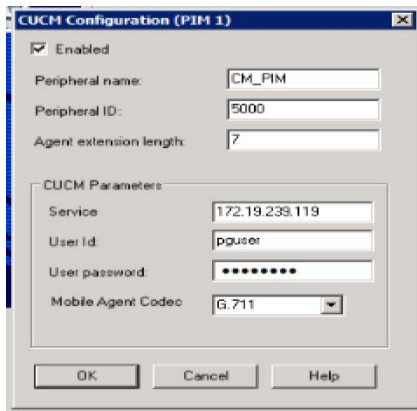 CUCM Configuration (PIM 1)
Enabled
Peripheral name: CM_PIM
Peripheral ID: 5000
Agent extension length: 7
CUCM Parameters
Service 172.19.239.119
User Id: pguser
User password: ●●●●●●●●
Mobile Agent Codec G.711
OK Cancel Help